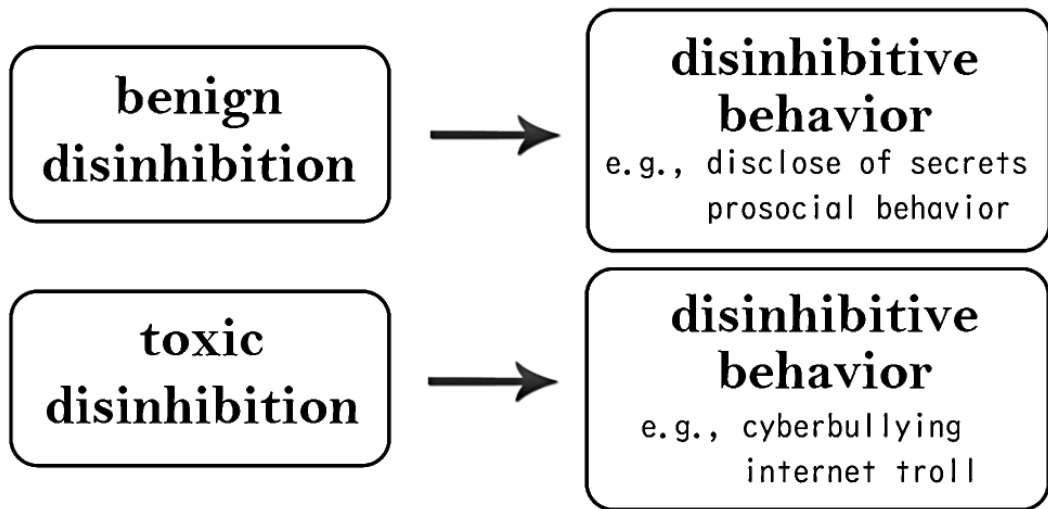 benign
disinhibition
disinhibitive
behavior
e.g., disclose of secrets
prosocial behavior
toxic
disinhibition
disinhibitive
behavior
e.g., cyberbullying
internet troll